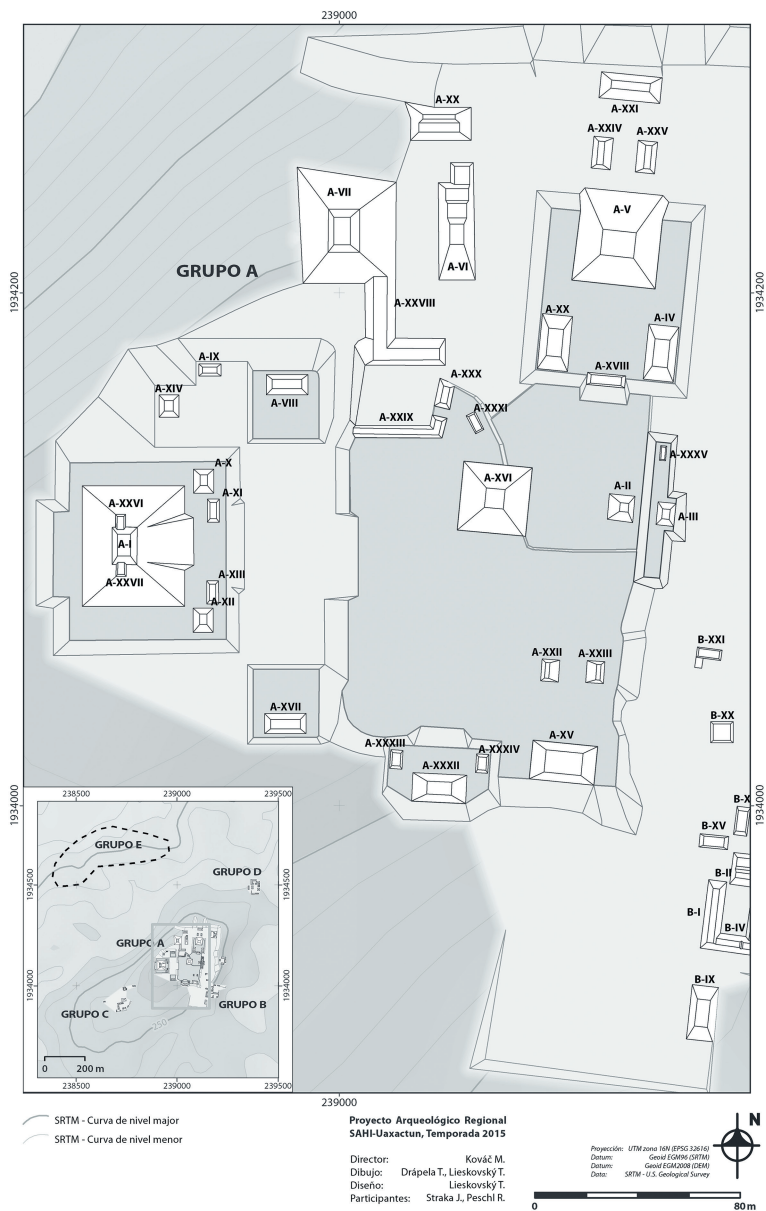 239000
A-XX
A-XXI
A-XXIV
A-XXV
A-VII
A-V
GRUPO A
A-VI
1934200
1934200
A-XXVIII
A-XX
A-IV
A-IX
A-XVIII
A-XXX
A-XIV
A-VIII
A-XXXI
A-XXIX
A-XXXV
A-X
A-XVI
A-II
A-XI
A-XXVI
A-III
A-I
A-XIII
A-XXVII
A-XII
B-XXI
A-XXII
A-XXIII
A-XVII
B-XX
A-XV
A-XXXIII
A-XXXIV
A-XXXII
1934000
1934000
238500
239000
239500
B-X
B-XV
GRUPO E
GRUPO D
B-II
1934500
1934500
B-I
B-IV
GRUPO A
B-IX
1934000
1934000
GRUPO B
GRUPO C
250
0
200 m
238500
239000
239500
239000
SRTM - Curva de nivel major
SRTM - Curva de nivel menor
Proyecto Arqueológico Regional
SAHI-Uaxactun, Temporada 2015
Director: Kováč M.
Dibujo: Drápela T., Lieskovský T.
Diseño: Lieskovský T.
Participantes: Straka J., Peschl R.
N
Proyección: UTM zona 16N (EPSG 32616)
Datum: Geoid EGM96 (SRTM)
Datum: Geoid EGM2008 (DEM)
Data: SRTM - U.S. Geological Survey
0
80 m